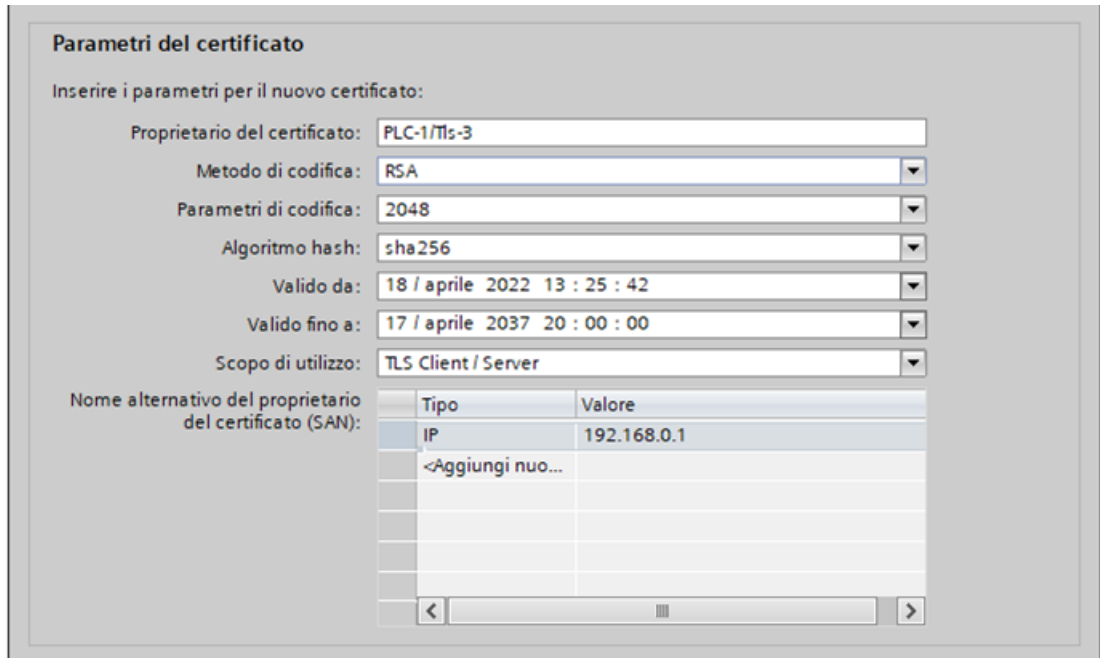 Parametri del certificato
Inserire i parametri per il nuovo certificato:
Proprietario del certificato: PLC-1/Tls-3
Metodo di codifica: RSA
Parametri di codifica: 2048
Algoritmo hash: sha256
Valido da: 18 / aprile 2022 13 : 25 : 42
Valido fino a: 17 / aprile 2037 20 : 00 : 00
Scopo di utilizzo: TLS Client / Server
Nome alternativo del proprietario
del certificato (SAN):
Tipo Valore
IP 192.168.0.1
<Aggiungi nuo...